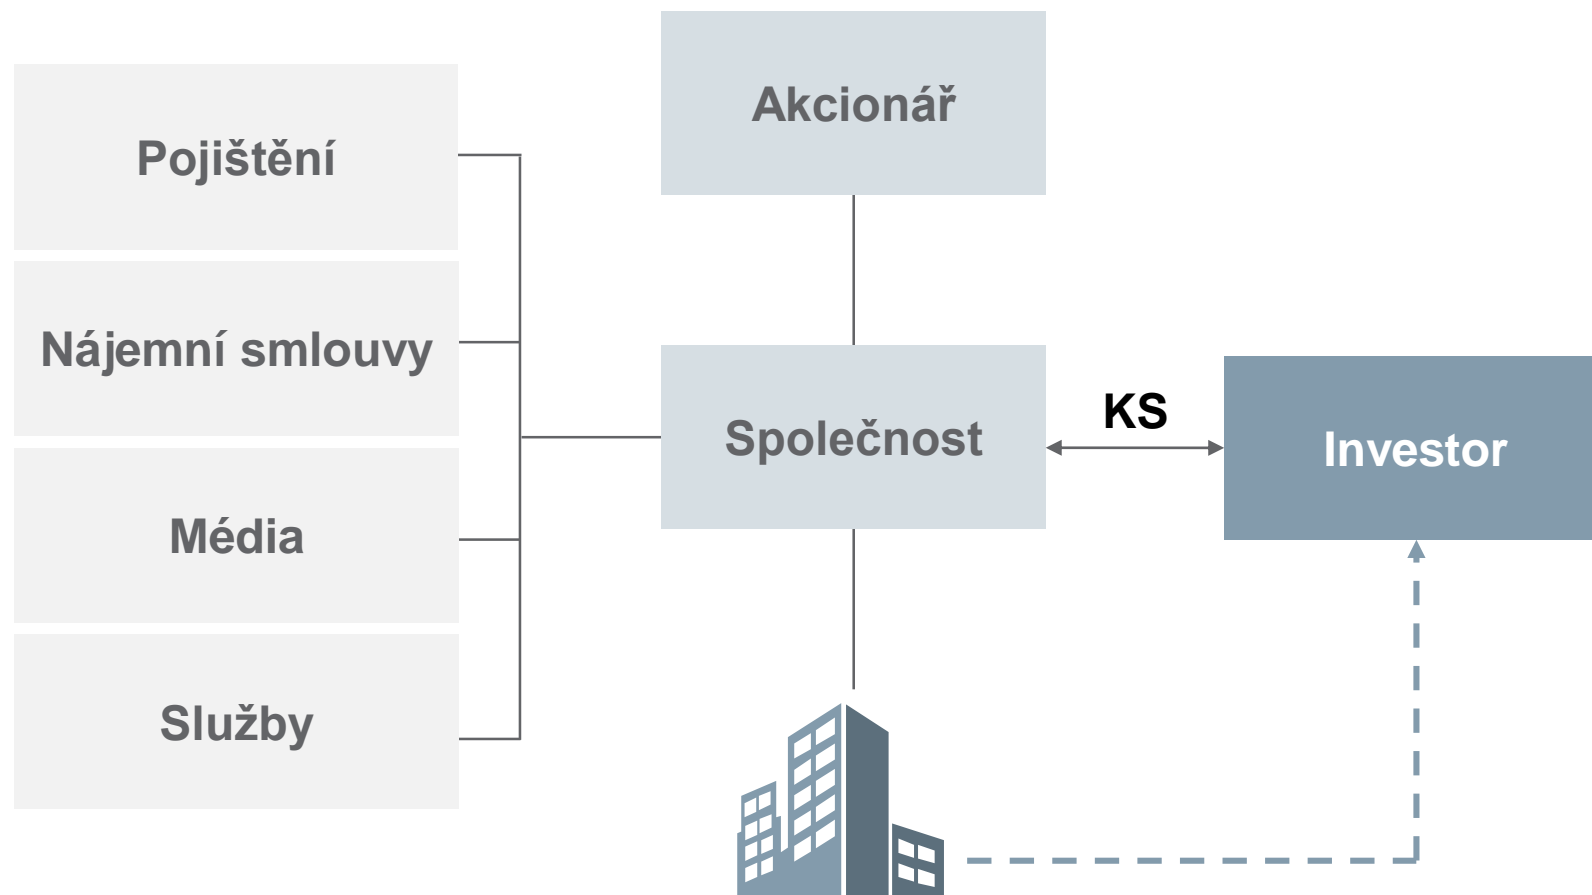 Akcionář
Pojištění
Nájemní smlouvy
Média
Služby
Společnost
KS
Investor